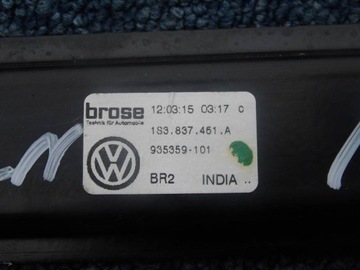 brose 12:03:15 03:17 c
Technik für Automobile
1S3.837.461.A
935359-101
BR2 INDIA ..